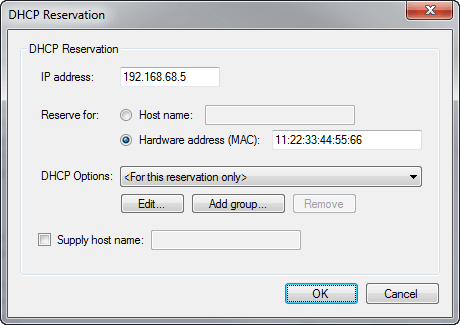 DHCP Reservation
DHCP Reservation
IP address: 192.168.68.5
Reserve for: Host name:
Hardware address (MAC): 11:22:33:44:55:66
DHCP Options: <For this reservation only>
Edit... Add group... Remove
Supply host name:
OK Cancel